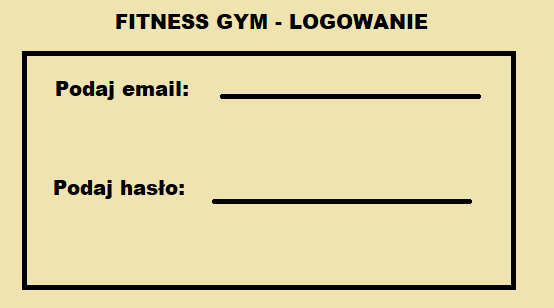 FITNESS GYM - LOGOWANIE
Podaj email:
Podaj hasło: